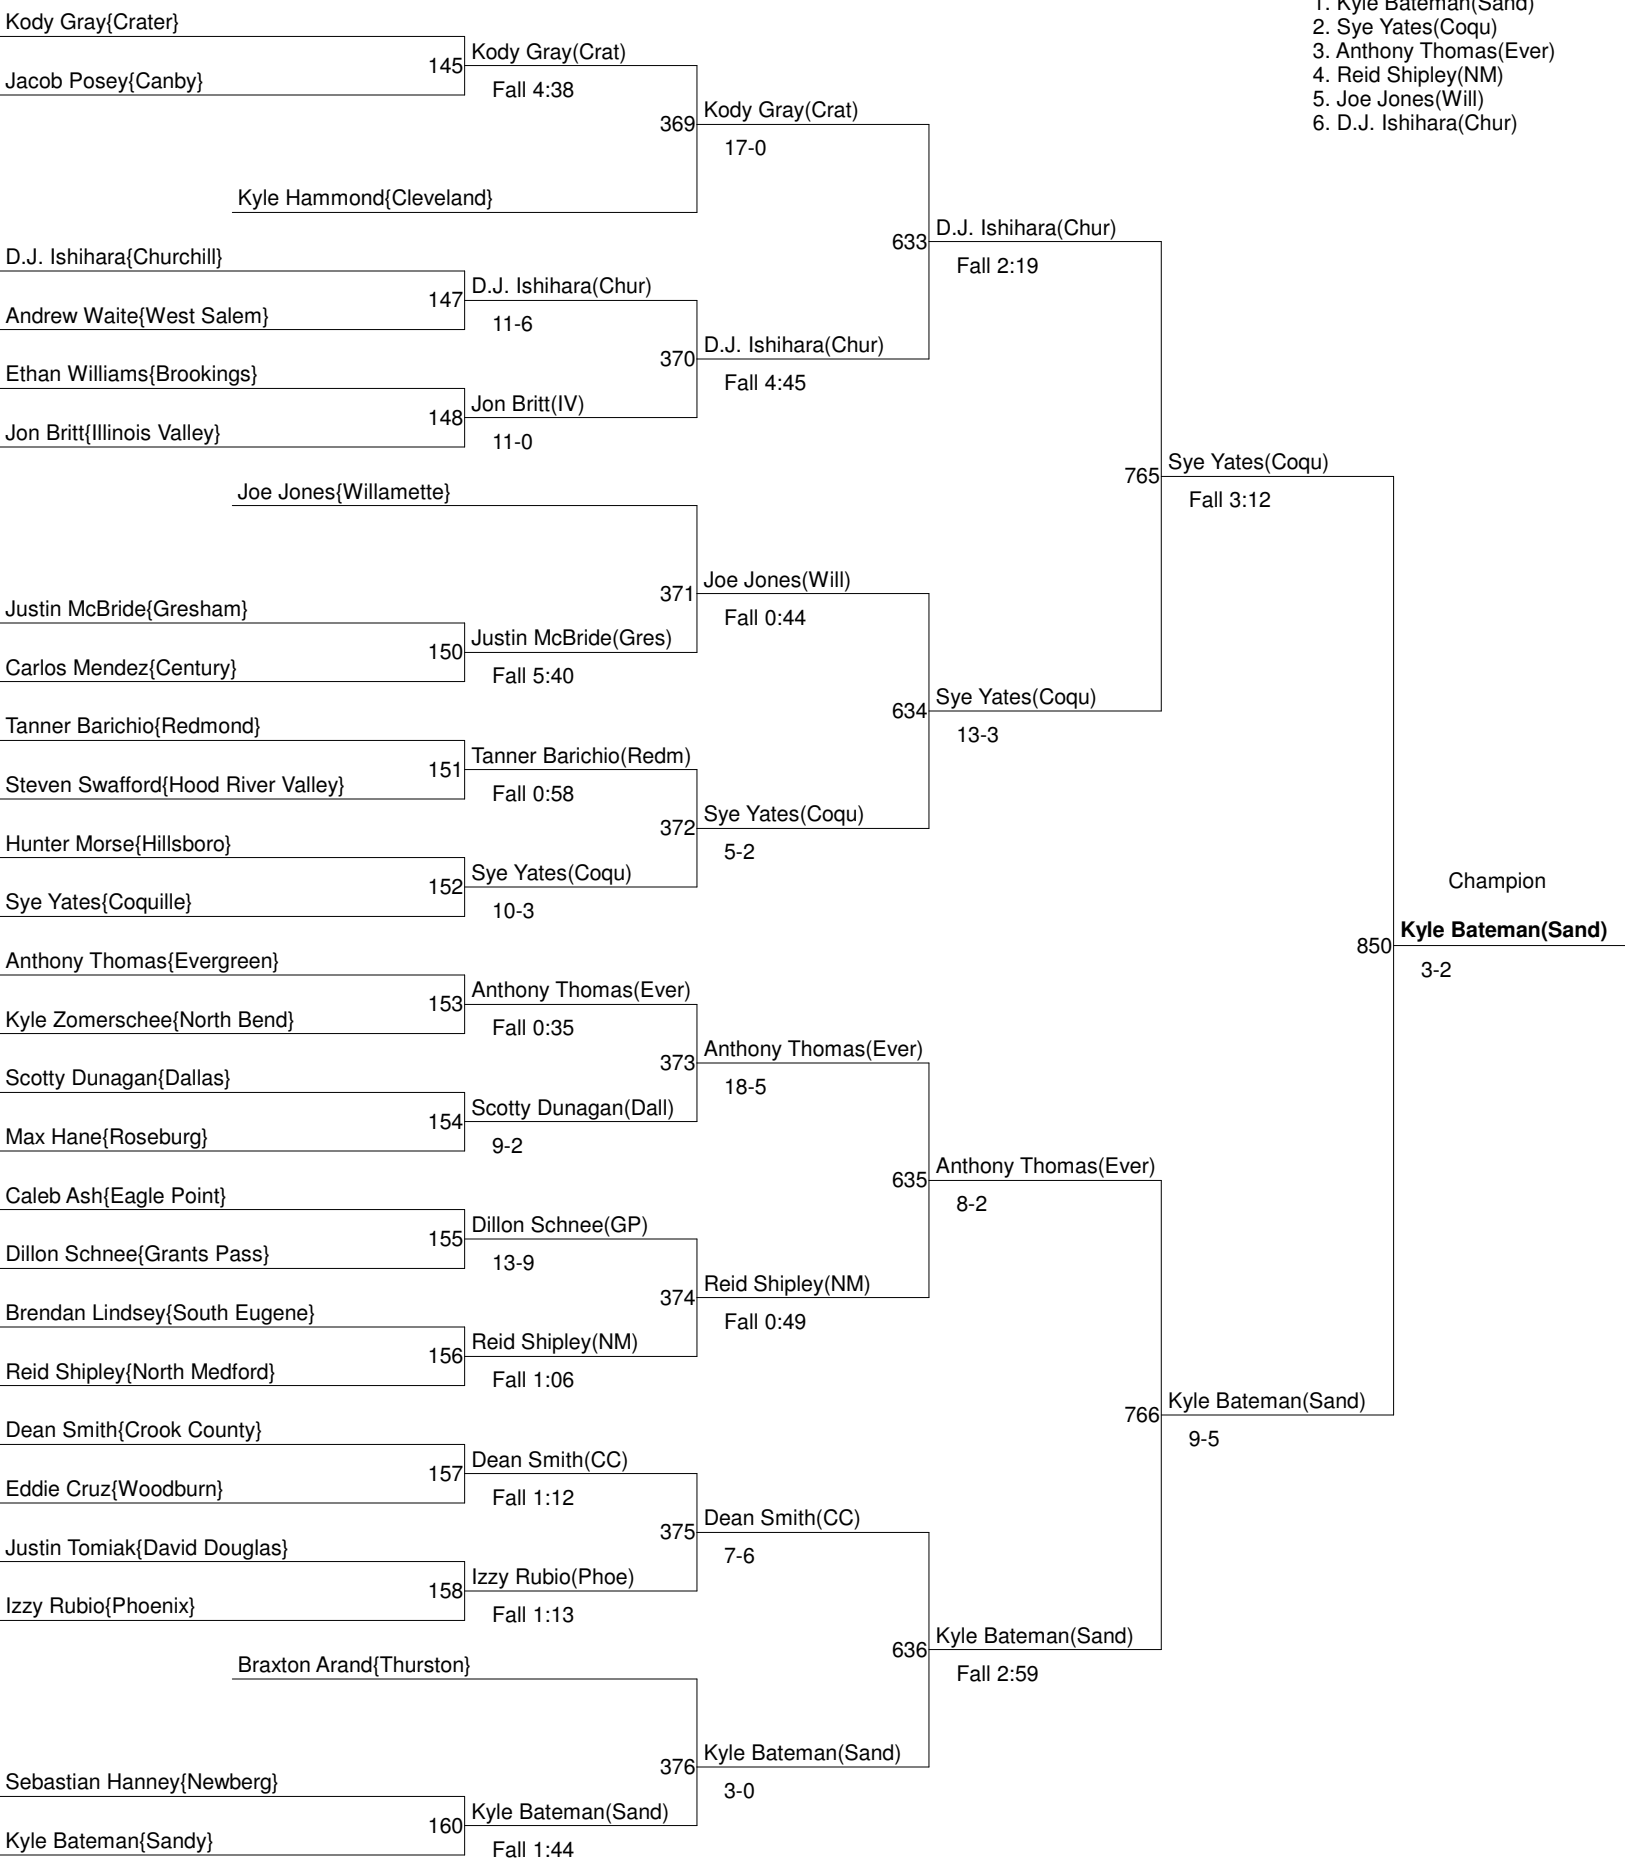 1. Kyle Bateman(Sand)
2. Sye Yates(Coqu)
3. Anthony Thomas(Ever)
4. Reid Shipley(NM)
5. Joe Jones(Will)
6. D.J. Ishihara(Chur)
Kody Gray{Crater}
145
Kody Gray(Crat)
Jacob Posey{Canby}
Fall 4:38
369
Kody Gray(Crat)
17-0
Kyle Hammond{Cleveland}
633
D.J. Ishihara(Chur)
Fall 2:19
D.J. Ishihara{Churchill}
147
D.J. Ishihara(Chur)
Andrew Waite{West Salem}
11-6
370
D.J. Ishihara(Chur)
Fall 4:45
Ethan Williams{Brookings}
148
Jon Britt(IV)
Jon Britt{Illinois Valley}
11-0
765
Sye Yates(Coqu)
Fall 3:12
Joe Jones{Willamette}
371
Joe Jones(Will)
Fall 0:44
Justin McBride{Gresham}
150
Justin McBride(Gres)
Carlos Mendez{Century}
Fall 5:40
634
Sye Yates(Coqu)
13-3
Tanner Barichio{Redmond}
151
Tanner Barichio(Redm)
Steven Swafford{Hood River Valley}
Fall 0:58
372
Sye Yates(Coqu)
5-2
Hunter Morse{Hillsboro}
152
Sye Yates(Coqu)
Sye Yates{Coquille}
10-3
Champion
850
Kyle Bateman(Sand)
3-2
Anthony Thomas{Evergreen}
153
Anthony Thomas(Ever)
Kyle Zomerschee{North Bend}
Fall 0:35
373
Anthony Thomas(Ever)
18-5
Scotty Dunagan{Dallas}
154
Scotty Dunagan(Dall)
Max Hane{Roseburg}
9-2
635
Anthony Thomas(Ever)
8-2
Caleb Ash{Eagle Point}
155
Dillon Schnee(GP)
Dillon Schnee{Grants Pass}
13-9
374
Reid Shipley(NM)
Fall 0:49
Brendan Lindsey{South Eugene}
156
Reid Shipley(NM)
Reid Shipley{North Medford}
Fall 1:06
766
Kyle Bateman(Sand)
9-5
Dean Smith{Crook County}
157
Dean Smith(CC)
Eddie Cruz{Woodburn}
Fall 1:12
375
Dean Smith(CC)
7-6
Justin Tomiak{David Douglas}
158
Izzy Rubio(Phoe)
Izzy Rubio{Phoenix}
Fall 1:13
636
Kyle Bateman(Sand)
Fall 2:59
Braxton Arand{Thurston}
376
Kyle Bateman(Sand)
3-0
Sebastian Hanney{Newberg}
160
Kyle Bateman(Sand)
Kyle Bateman{Sandy}
Fall 1:44